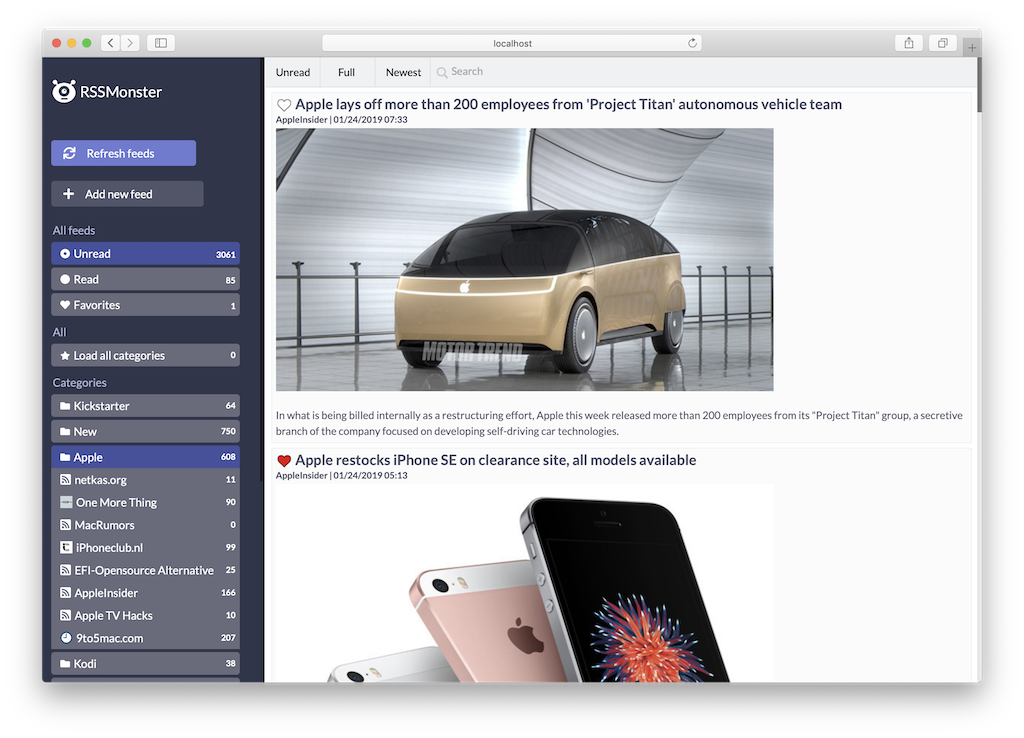 localhost
RSSMonster
Refresh feeds
Add new feed
All feeds
Unread 3061
Read 85
Favorites 1
All
Load all categories 0
Categories
Kickstarter 64
New 750
Apple 608
netkas.org 11
One More Thing 90
MacRumors 0
iPhoneclub.nl 99
EFI-Opensource Alternative 25
AppleInsider 166
Apple TV Hacks 10
9to5mac.com 207
Kodi 38
Unread Full Newest Search
Apple lays off more than 200 employees from 'Project Titan' autonomous vehicle team
AppleInsider | 01/24/2019 07:33
MOTOR TREND
In what is being billed internally as a restructuring effort, Apple this week released more than 200 employees from its "Project Titan" group, a secretive
branch of the company focused on developing self-driving car technologies.
Apple restocks iPhone SE on clearance site, all models available
AppleInsider | 01/24/2019 05:13